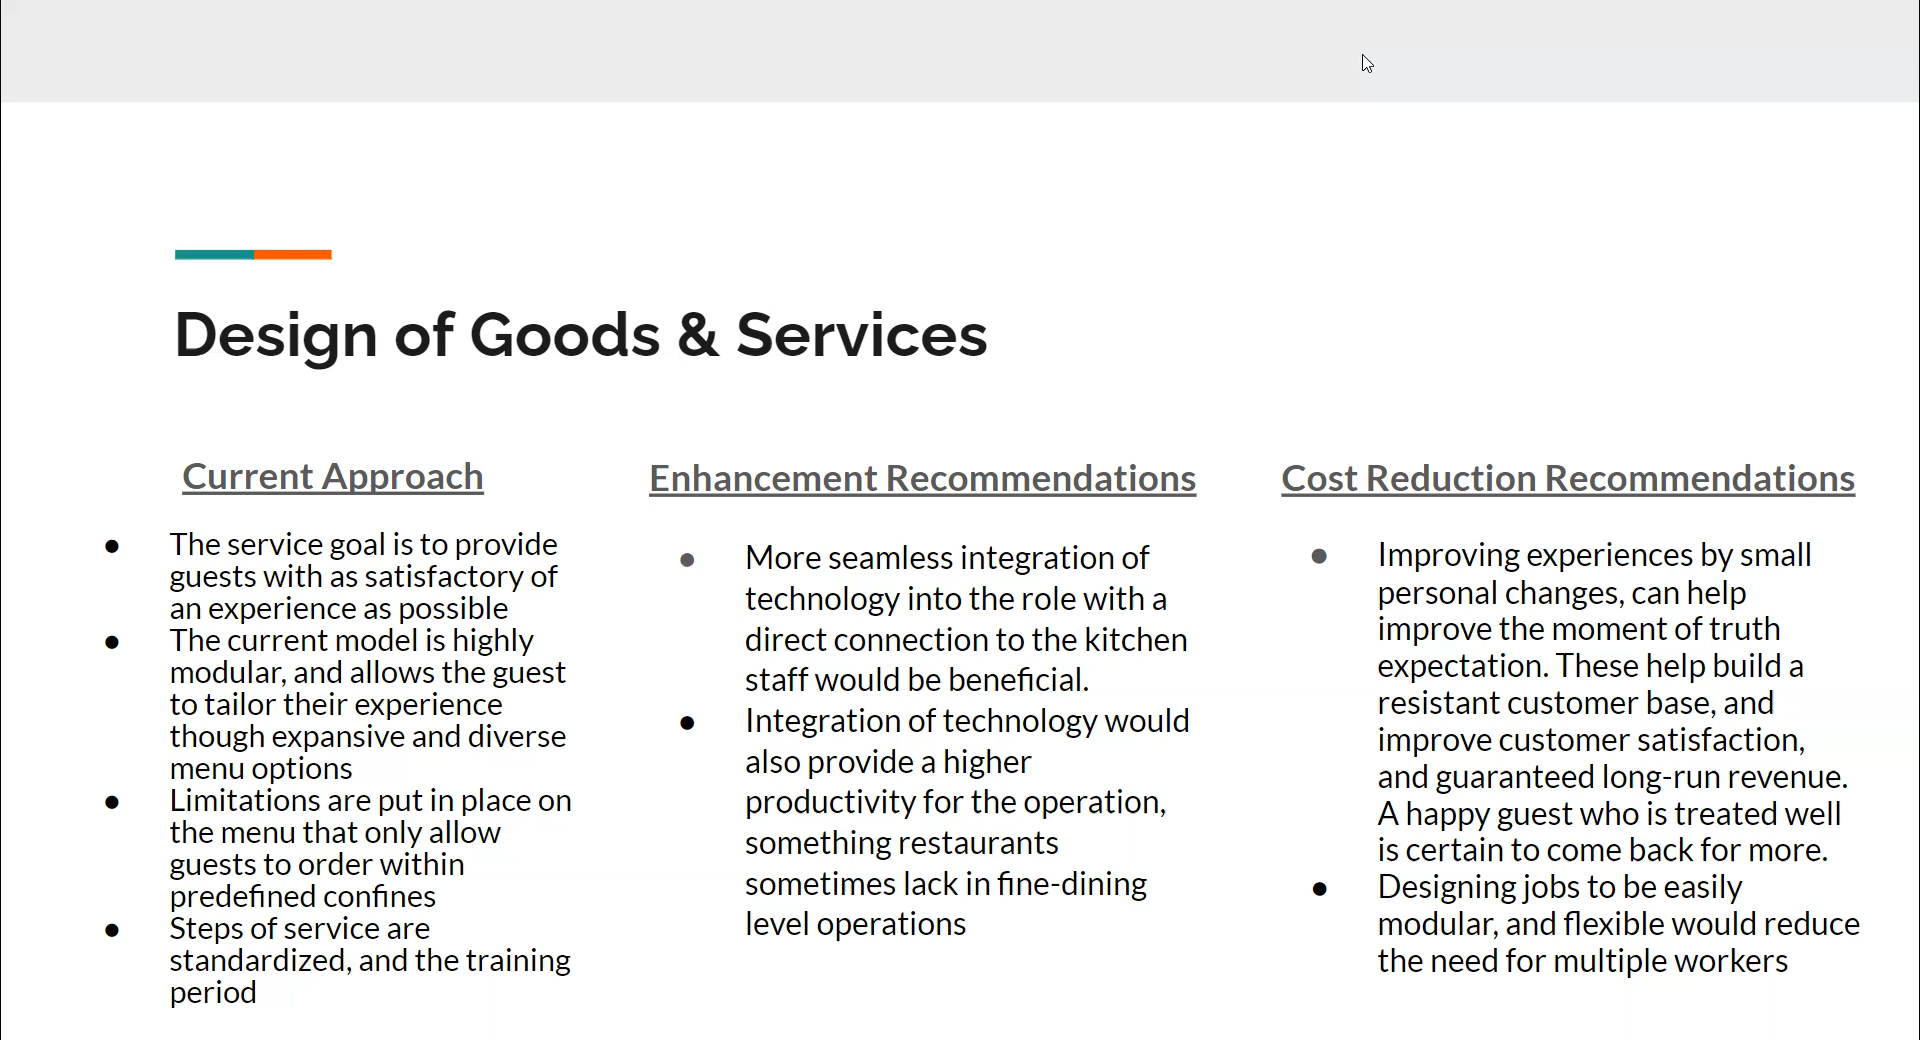 Design of Goods & Services
Current Approach
● The service goal is to provide
guests with as satisfactory of
an experience as possible
● The current model is highly
modular, and allows the guest
to tailor their experience
though expansive and diverse
menu options
● Limitations are put in place on
the menu that only allow
guests to order within
predefined confines
● Steps of service are
standardized, and the training
period
Enhancement Recommendations
● More seamless integration of
technology into the role with a
direct connection to the kitchen
staff would be beneficial.
● Integration of technology would
also provide a higher
productivity for the operation,
something restaurants
sometimes lack in fine-dining
level operations
Cost Reduction Recommendations
● Improving experiences by small
personal changes, can help
improve the moment of truth
expectation. These help build a
resistant customer base, and
improve customer satisfaction,
and guaranteed long-run revenue.
A happy guest who is treated well
is certain to come back for more.
● Designing jobs to be easily
modular, and flexible would reduce
the need for multiple workers